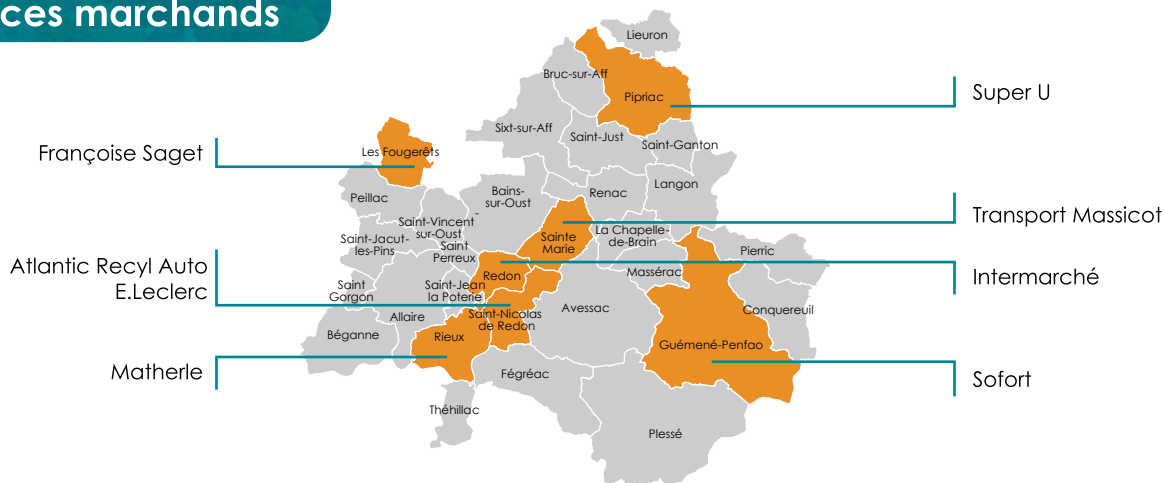 ces marchands
Lieuron
Bruc-sur-Aff
Pipriac
Super U
Sixt-sur-Aff
Saint-Just
Saint-Ganton
Françoise Saget
Les Fougerêts
Langon
Renac
Peillac
Bains-
sur-Oust
Transport Massicot
Saint-Vincent
sur-Oust
La Chapelle-
de-Brain
Sainte
Marie
Saint-Jacut-
les-Pins
Saint
Perreux
Pierric
Atlantic Recyl Auto
E.Leclerc
Redon
Massérac
Intermarché
Saint
Gorgon
Saint-Jean
la Poterie
Avessac
Conquereuil
Allaire
Saint-Nicolas
de Redon
Béganne
Rieux
Guémené-Penfao
Matherle
Fégréac
Sofort
Théhillac
Plessé